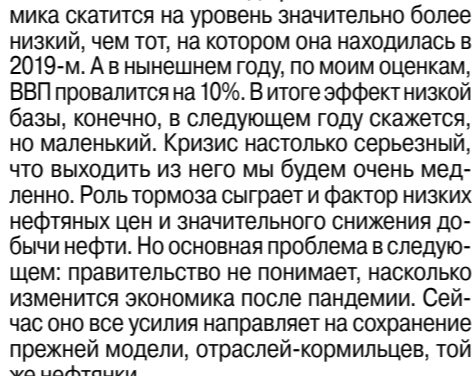 мика скатится на уровень значительно более
низкий, чем тот, на котором она находилась в
2019-м. А в нынешнем году, по моим оценкам,
ВВП провалится на 10%. В итоге эффект низкой
базы, конечно, в следующем году скажется,
но маленький. Кризис настолько серьезный,
что выходить из него мы будем очень мед-
ленно. Роль тормоза сыграет и фактор низких
нефтяных цен и значительного снижения до-
бычи нефти. Но основная проблема в следую-
щем: правительство не понимает, насколько
изменится экономика после пандемии. Сей-
час оно все усилия направляет на сохранение
прежней модели, отраслей-кормильцев, той
же нефтянки